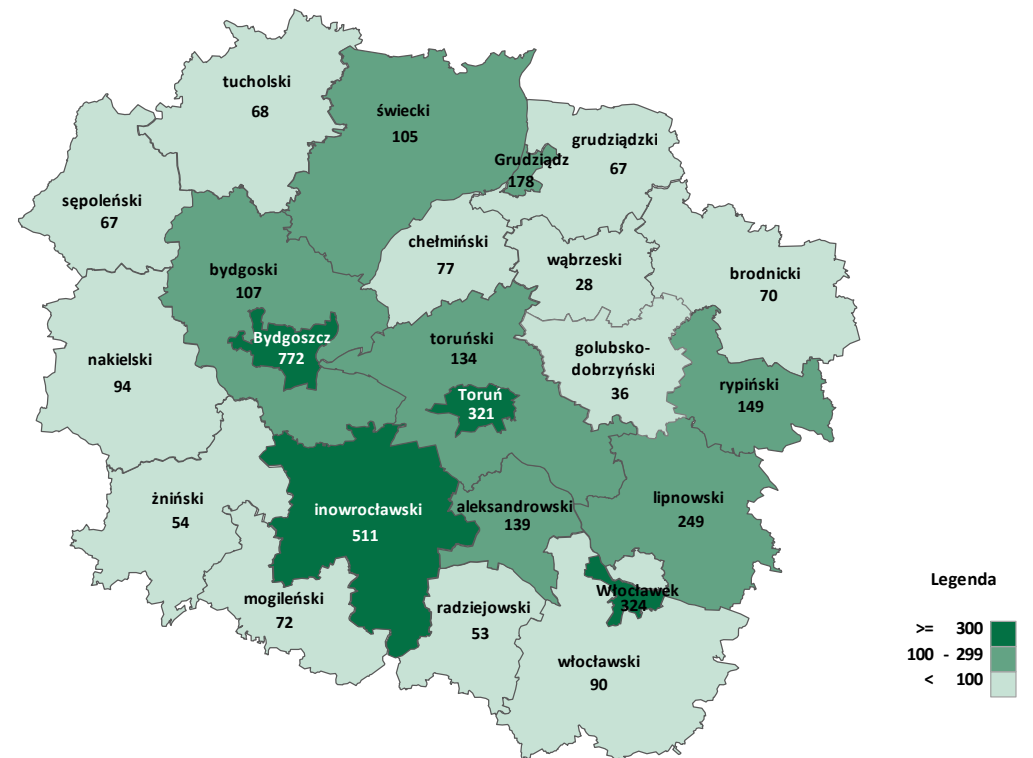 tucholski
68
świecki
105
grudziądzki
67
Grudziądz
178
sępoleński
67
chełmiński
77
wąbrzeski
28
brodnicki
70
bydgoski
107
Bydgoszcz
772
toruński
134
golubsko-
dobrzyński
36
nakielski
94
rypiński
149
Toruń
321
żniński
54
inowrocławski
511
aleksandrowski
139
lipnowski
249
mogileński
72
radziejowski
53
Włocławek
324
włocławski
90
Legenda
>= 300
100 - 299
< 100